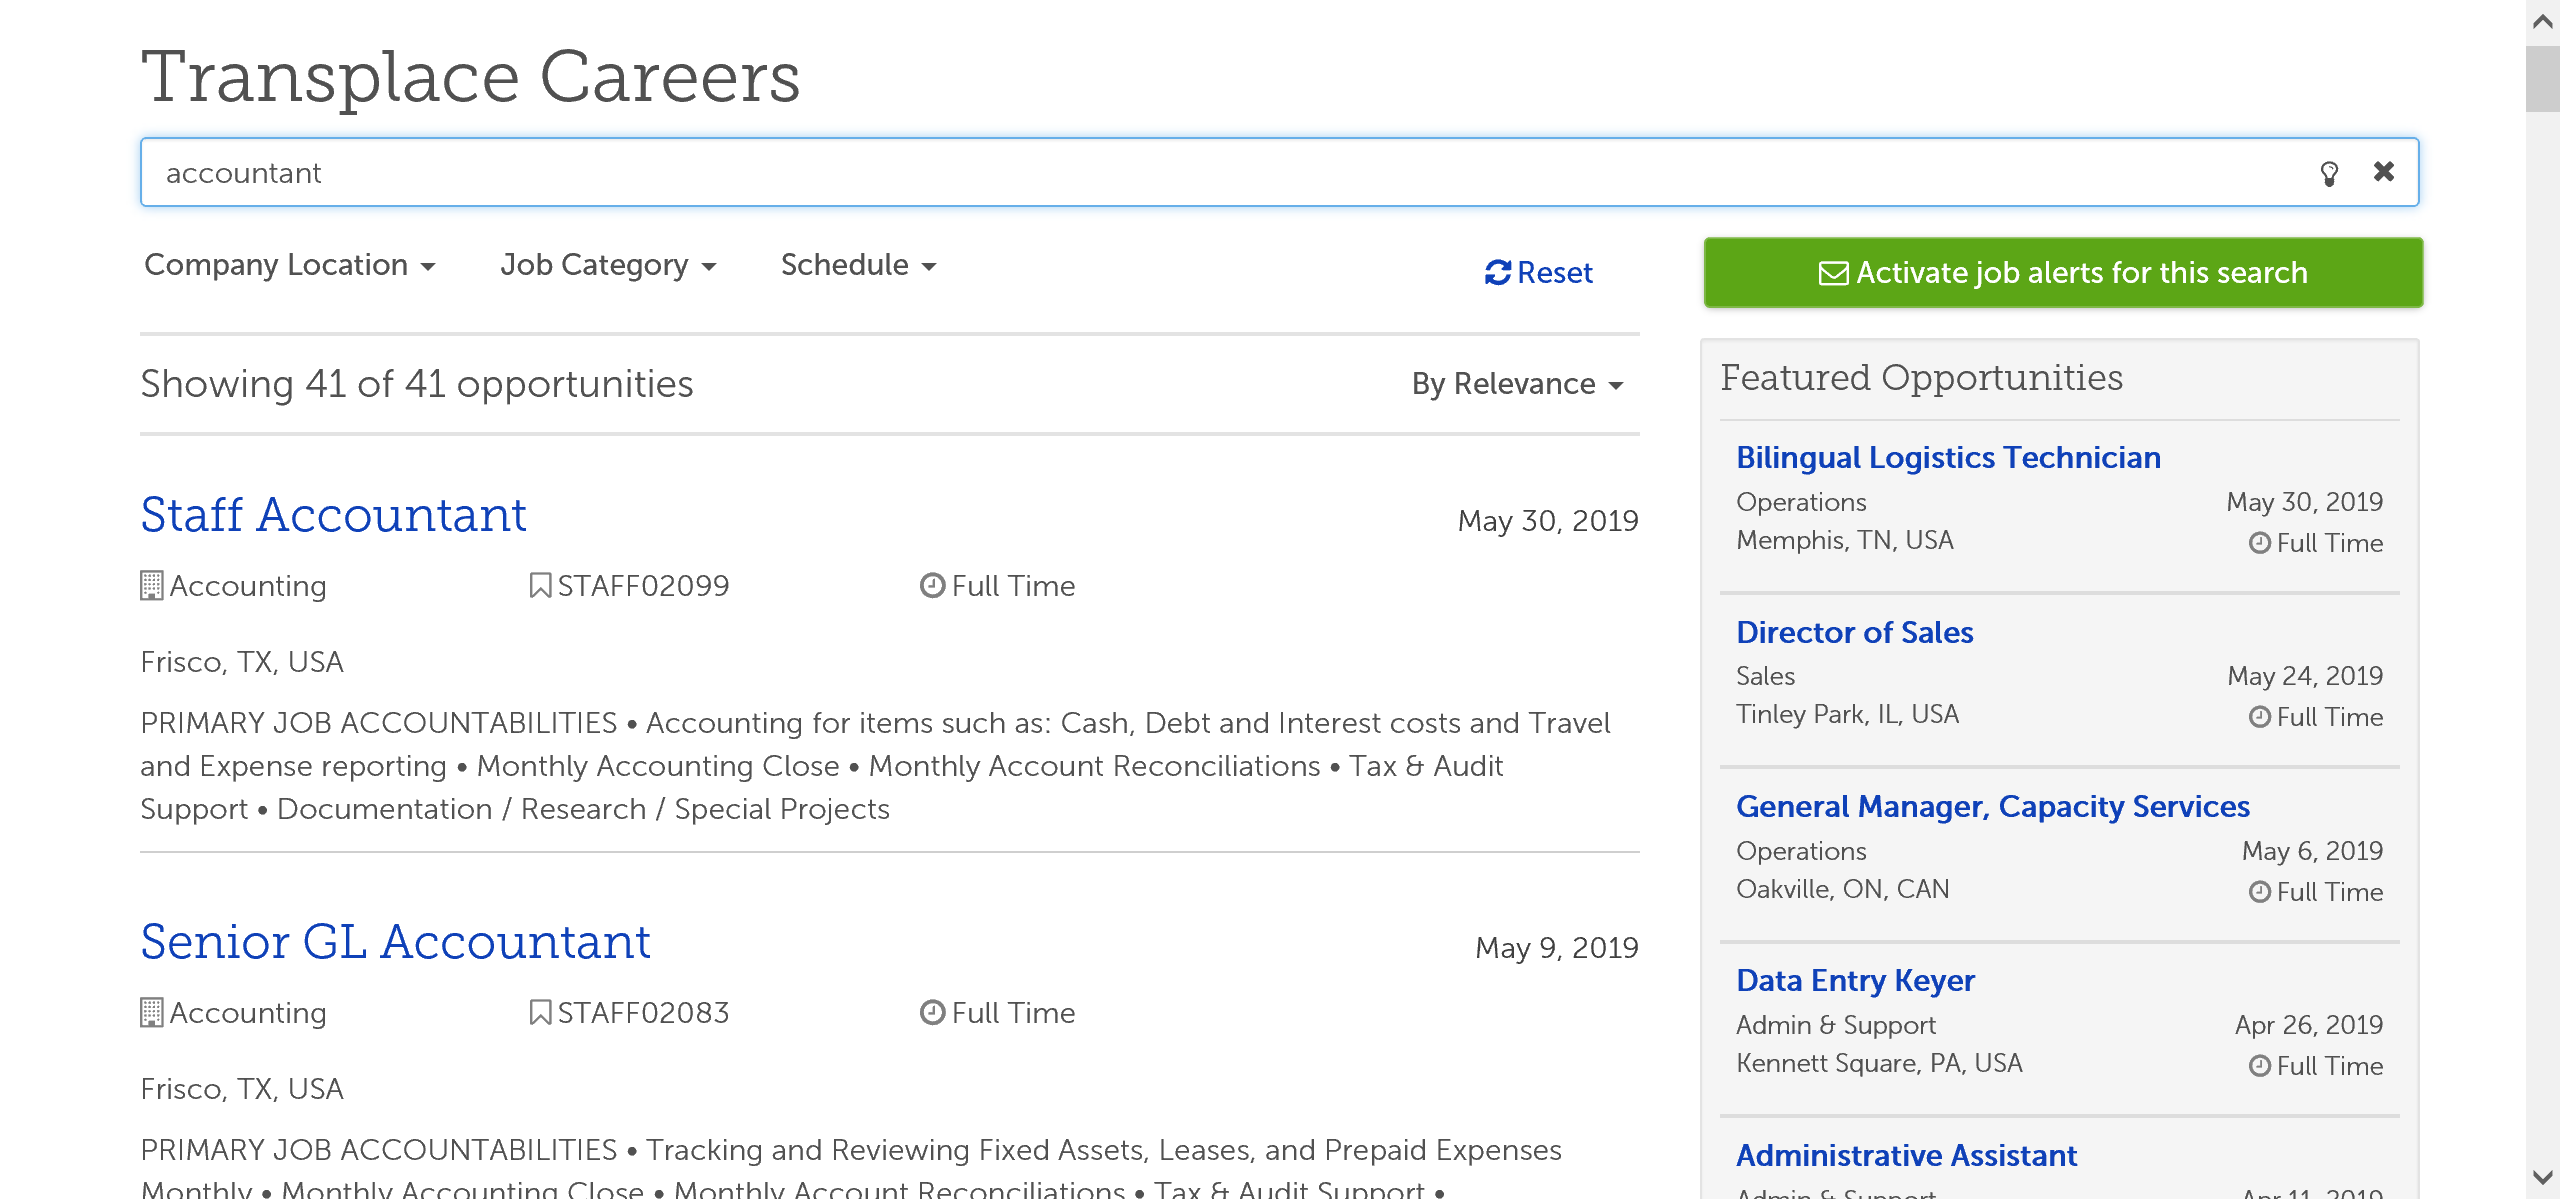 Transplace Careers
accountant
Company Location
Job Category
Schedule
Reset
Activate job alerts for this search
Showing 41 of 41 opportunities
By Relevance
Staff Accountant
May 30, 2019
Accounting
STAFF02099
Full Time
Frisco, TX, USA
PRIMARY JOB ACCOUNTABILITIES • Accounting for items such as: Cash, Debt and Interest costs and Travel
and Expense reporting • Monthly Accounting Close • Monthly Account Reconciliations • Tax & Audit
Support • Documentation / Research / Special Projects
Senior GL Accountant
May 9, 2019
Accounting
STAFF02083
Full Time
Frisco, TX, USA
PRIMARY JOB ACCOUNTABILITIES • Tracking and Reviewing Fixed Assets, Leases, and Prepaid Expenses
Monthly • Monthly Accounting Close • Monthly Account Reconciliations • Tax & Audit Support •
Featured Opportunities
Bilingual Logistics Technician
Operations
May 30, 2019
Memphis, TN, USA
Full Time
Director of Sales
Sales
May 24, 2019
Tinley Park, IL, USA
Full Time
General Manager, Capacity Services
Operations
May 6, 2019
Oakville, ON, CAN
Full Time
Data Entry Keyer
Admin & Support
Apr 26, 2019
Kennett Square, PA, USA
Full Time
Administrative Assistant
Admin & Support
Apr 11, 2019